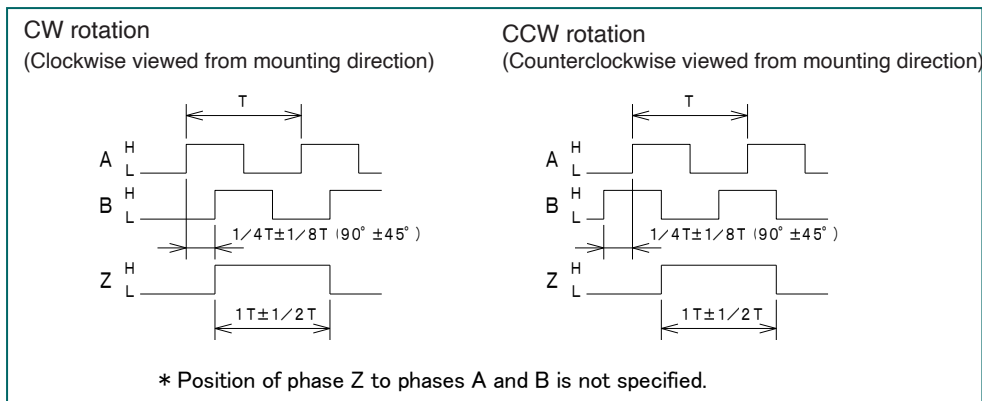 CW rotation
(Clockwise viewed from mounting direction)
T
A H
L
B H
L
1/4T±1/8T (90° ±45° )
Z H
L
1T±1/2T
CCW rotation
(Counterclockwise viewed from mounting direction)
T
A H
L
B H
L
1/4T±1/8T (90° ±45° )
Z H
L
1T±1/2T
* Position of phase Z to phases A and B is not specified.